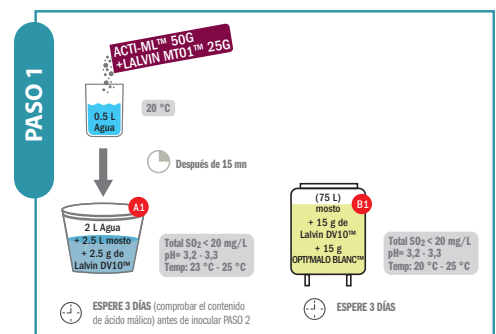 PASO 1
ACTI-ML™ 50G
+LALVIN MT01™ 25G
0.5 L
Agua
20 °C
Después de 15 mn
A1
2 L Agua
+ 2.5 L mosto
+ 2.5 g de
Lalvin DV10™
Total SO₂ < 20 mg/L
pH= 3,2 - 3,3
Temp: 23 °C - 25 °C
ESPERE 3 DÍAS (comprobar el contenido
de ácido málico) antes de inocular PASO 2
B1
(75 L)
mosto
+ 15 g de
Lalvin DV10™
+ 15 g
OPTI'MALO BLANC™
Total SO₂ < 20 mg/L
pH= 3,2 - 3,3
Temp: 20 °C - 25 °C
ESPERE 3 DÍAS